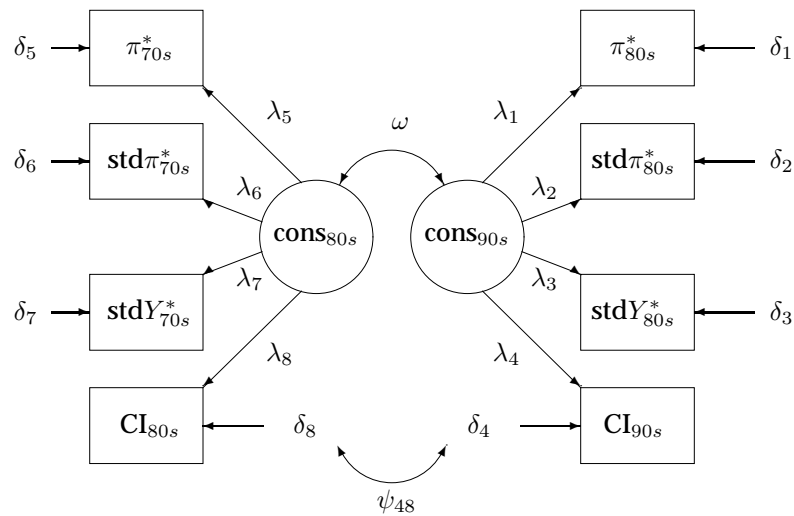 δ₅ π*₇₀ₛ π*₈₀ₛ δ₁
λ₅ ω λ₁
δ₆ stdπ*₇₀ₛ stdπ*₈₀ₛ δ₂
λ₆ λ₂
cons₈₀ₛ cons₉₀ₛ
λ₇ λ₃
δ₇ stdY*₇₀ₛ stdY*₈₀ₛ δ₃
λ₈ λ₄
CI₈₀ₛ δ₈ δ₄ CI₉₀ₛ
ψ₄₈